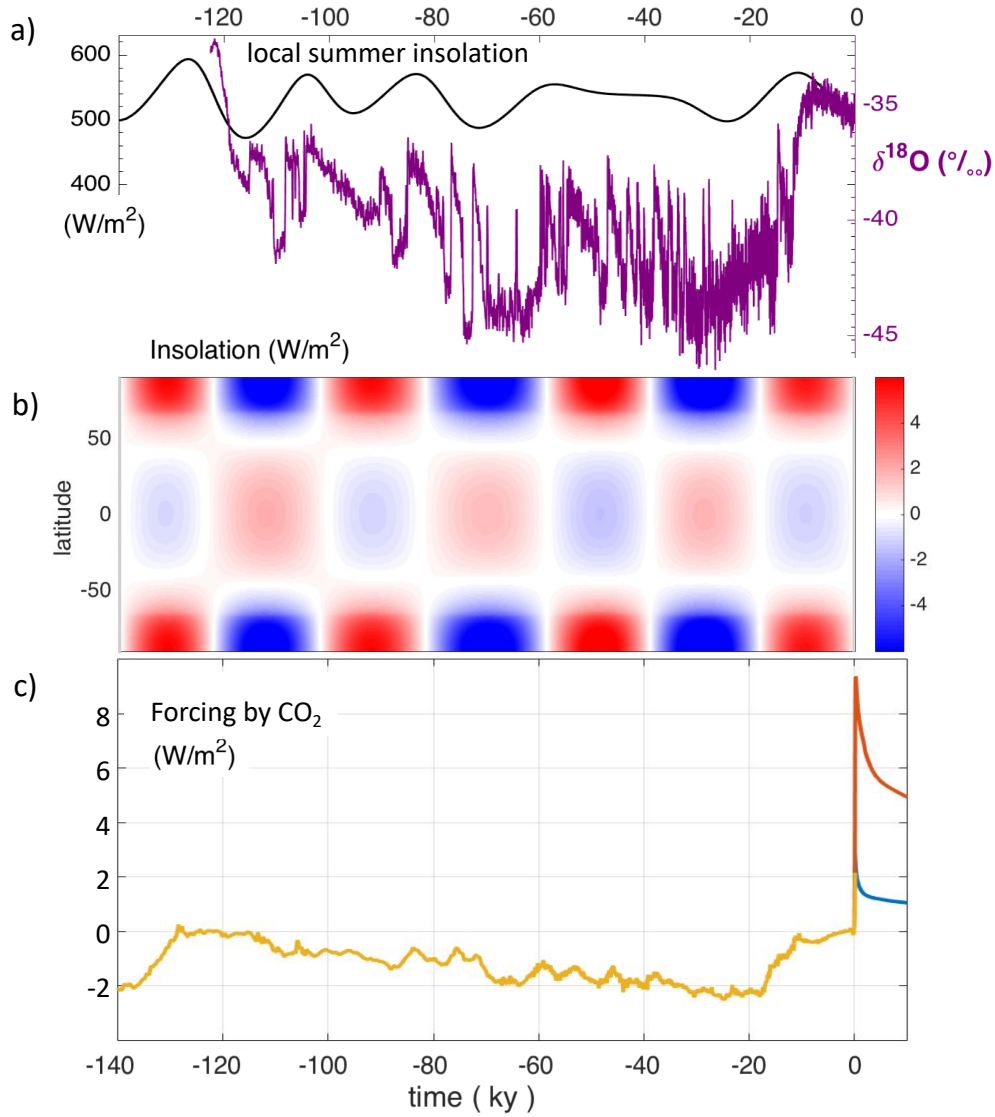 a)
-120 -100 -80 -60 -40 -20 0
local summer insolation
600
500
400
(W/m²)
-35
-40
-45
δ¹⁸O (°/₀₀)
Insolation (W/m²)
b)
50
0
-50
latitude
4
2
0
-2
-4
c)
Forcing by CO₂
(W/m²)
8
6
4
2
0
-2
-140 -120 -100 -80 -60 -40 -20 0
time ( ky )